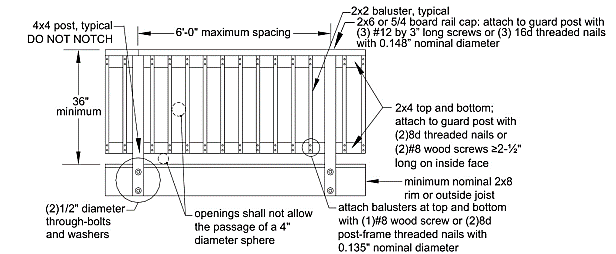 4x4 post, typical
DO NOT NOTCH
6'-0" maximum spacing
2x2 baluster, typical
2x6 or 5/4 board rail cap: attach to guard post with
(3) #12 by 3" long screws or (3) 16d threaded nails
with 0.148" nominal diameter
36"
minimum
2x4 top and bottom;
attach to guard post with
(2)8d threaded nails or
(2)#8 wood screws ≥2-½"
long on inside face
minimum nominal 2x8
rim or outside joist
(2)1/2" diameter
through-bolts
and washers
openings shall not allow
the passage of a 4"
diameter sphere
attach balusters at top and bottom
with (1)#8 wood screw or (2)8d
post-frame threaded nails with
0.135" nominal diameter